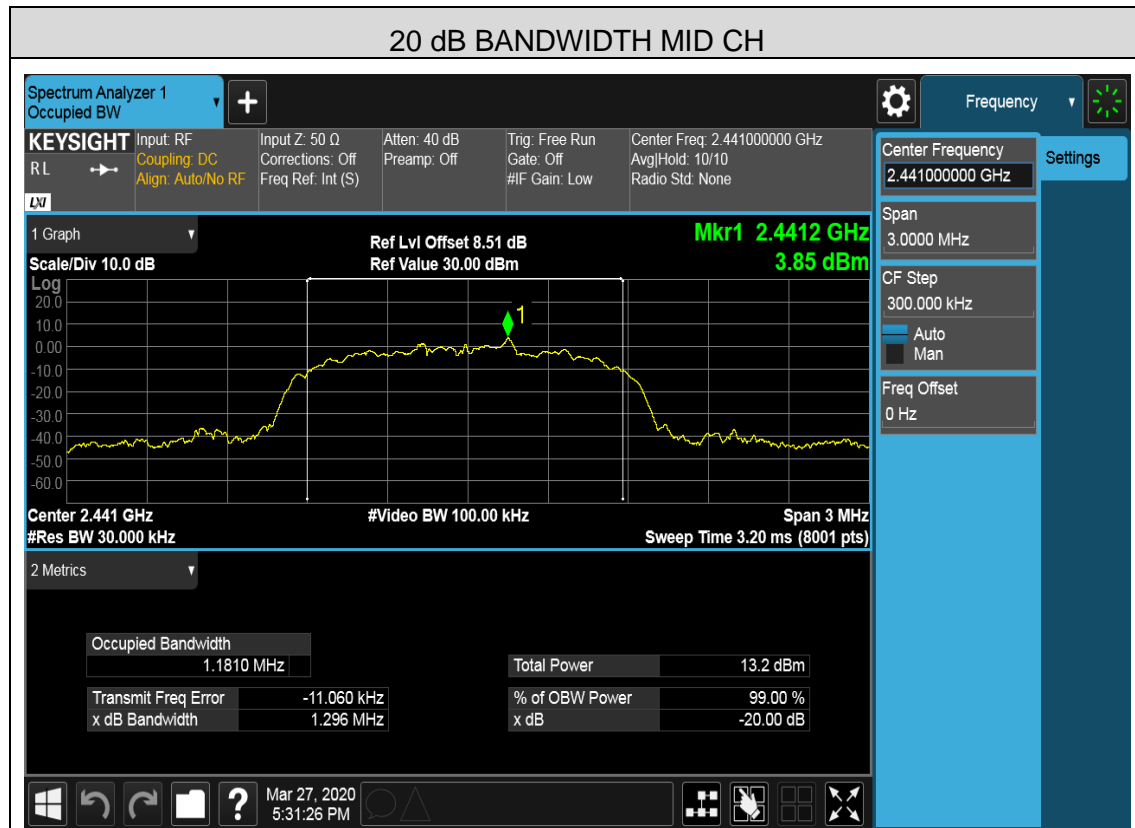 20 dB BANDWIDTH MID CH
Spectrum Analyzer 1
Occupied BW
+
Frequency
KEYSIGHT
RL
LXI
Input: RF
Coupling: DC
Align: Auto/No RF
Input Z: 50 Ω
Corrections: Off
Freq Ref: Int (S)
Atten: 40 dB
Preamp: Off
Trig: Free Run
Gate: Off
#IF Gain: Low
Center Freq: 2.441000000 GHz
Avg|Hold: 10/10
Radio Std: None
Center Frequency
2.441000000 GHz
Settings
Span
3.0000 MHz
CF Step
300.000 kHz
Auto
Man
Freq Offset
0 Hz
1 Graph
Scale/Div 10.0 dB
Ref Lvl Offset 8.51 dB
Ref Value 30.00 dBm
Mkr1 2.4412 GHz
3.85 dBm
Log
20.0
10.0
0.00
-10.0
-20.0
-30.0
-40.0
-50.0
-60.0
1
Center 2.441 GHz
#Res BW 30.000 kHz
#Video BW 100.00 kHz
Span 3 MHz
Sweep Time 3.20 ms (8001 pts)
2 Metrics
Occupied Bandwidth
1.1810 MHz
Total Power 13.2 dBm
Transmit Freq Error -11.060 kHz
% of OBW Power 99.00 %
x dB Bandwidth 1.296 MHz
x dB -20.00 dB
?
Mar 27, 2020
5:31:26 PM